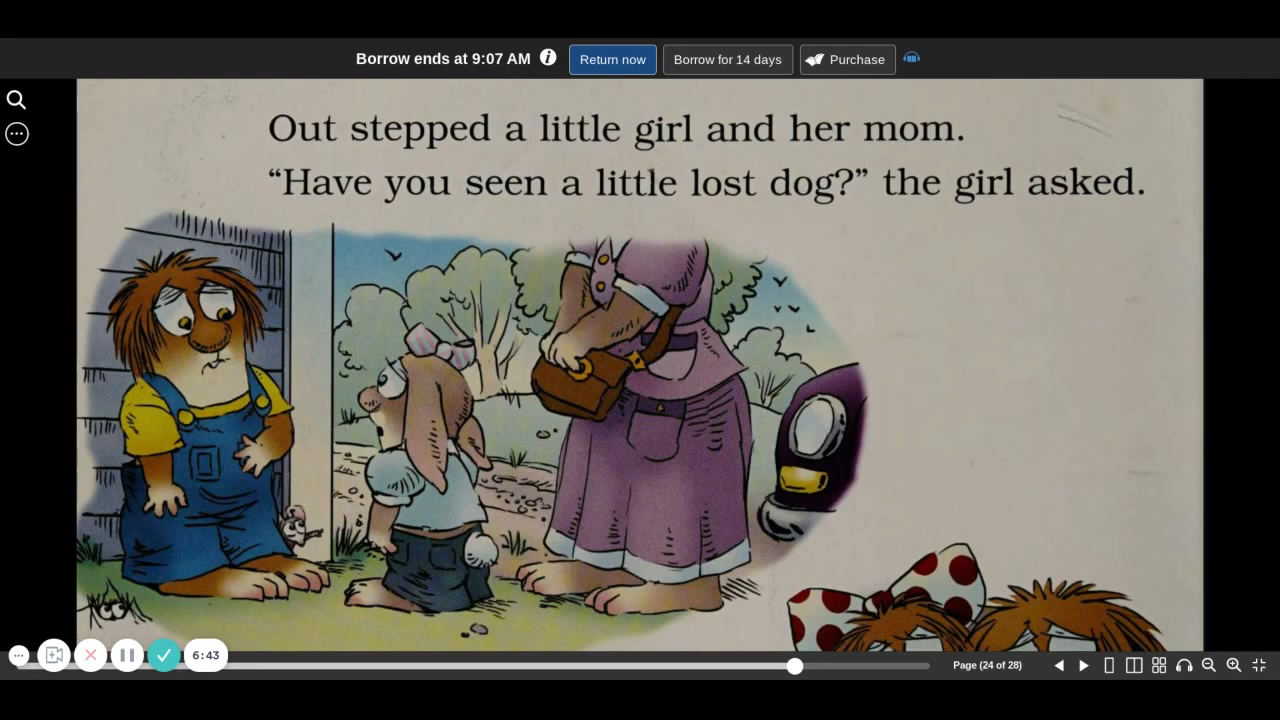 Borrow ends at 9:07 AM i Return now Borrow for 14 days Purchase
Out stepped a little girl and her mom.
“Have you seen a little lost dog?” the girl asked.
6:43
Page (24 of 28)